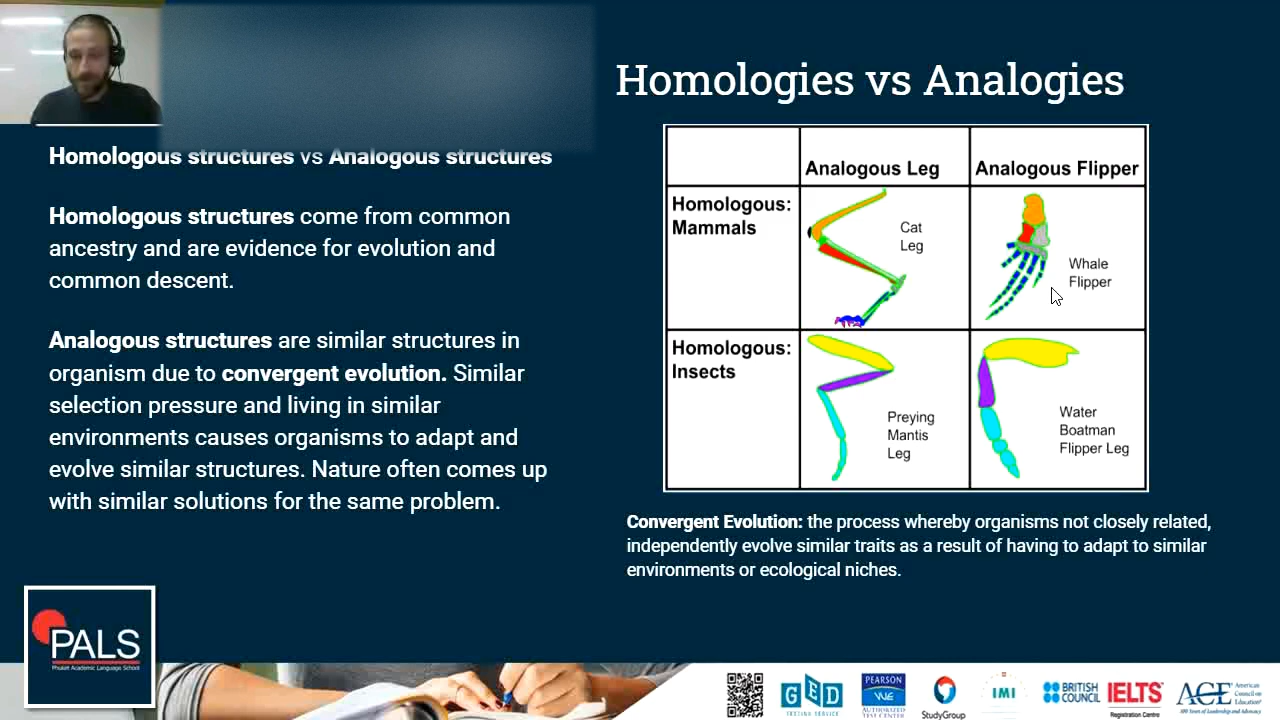 Homologies vs Analogies
Homologous structures vs Analogous structures
Homologous structures come from common
ancestry and are evidence for evolution and
common descent.
Analogous structures are similar structures in
organism due to convergent evolution. Similar
selection pressure and living in similar
environments causes organisms to adapt and
evolve similar structures. Nature often comes up
with similar solutions for the same problem.
Analogous Leg
Analogous Flipper
Homologous:
Mammals
Cat
Leg
Whale
Flipper
Homologous:
Insects
Preying
Mantis
Leg
Water
Boatman
Flipper Leg
Convergent Evolution: the process whereby organisms not closely related,
independently evolve similar traits as a result of having to adapt to similar
environments or ecological niches.
PALS
Phuket Academic Language School
GED
TESTING SERVICE
PEARSON
VUE
AUTHORIZED
TEST CENTER
StudyGroup
IMI
BRITISH
COUNCIL
IELTS
Registration Centre
ACE
American
Council on
Education
100 Years of Leadership and Advocacy